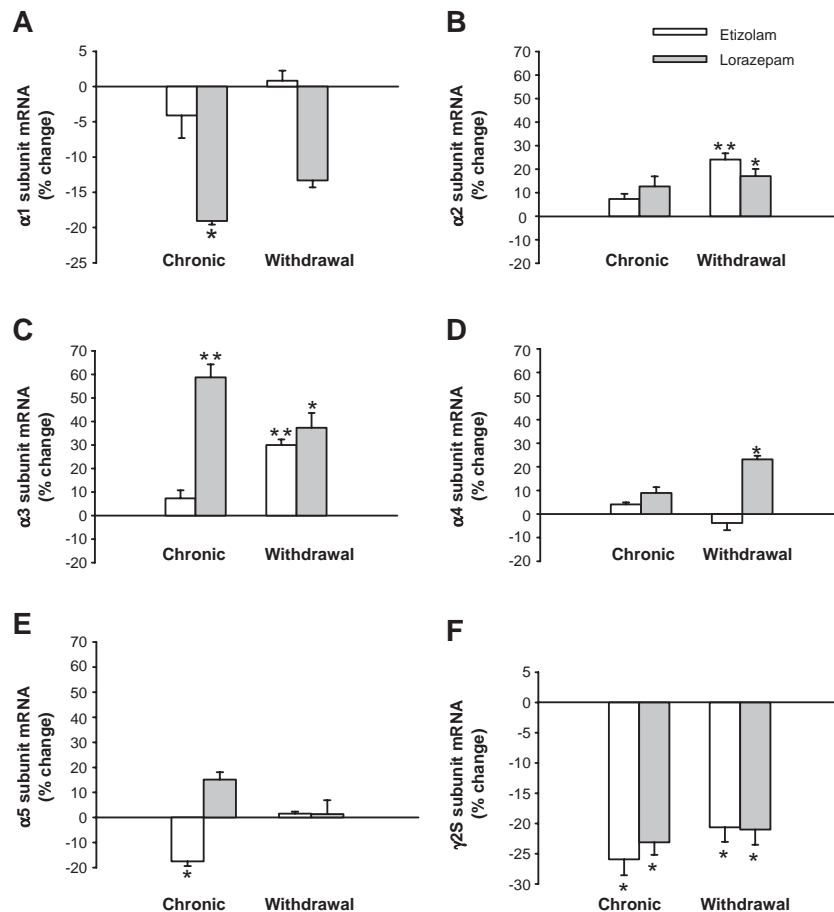 A
α1 subunit mRNA
(% change)
5
0
-5
-10
-15
-20
-25
*
Chronic
Withdrawal
B
Etizolam
Lorazepam
α2 subunit mRNA
(% change)
70
60
50
40
30
20
10
0
-10
-20
**
*
Chronic
Withdrawal
C
α3 subunit mRNA
(% change)
70
60
50
40
30
20
10
0
-10
-20
**
**
*
Chronic
Withdrawal
D
α4 subunit mRNA
(% change)
70
60
50
40
30
20
10
0
-10
-20
*
Chronic
Withdrawal
E
α5 subunit mRNA
(% change)
70
60
50
40
30
20
10
0
-10
-20
*
Chronic
Withdrawal
F
γ2S subunit mRNA
(% change)
5
0
-5
-10
-15
-20
-25
-30
*
*
*
*
Chronic
Withdrawal